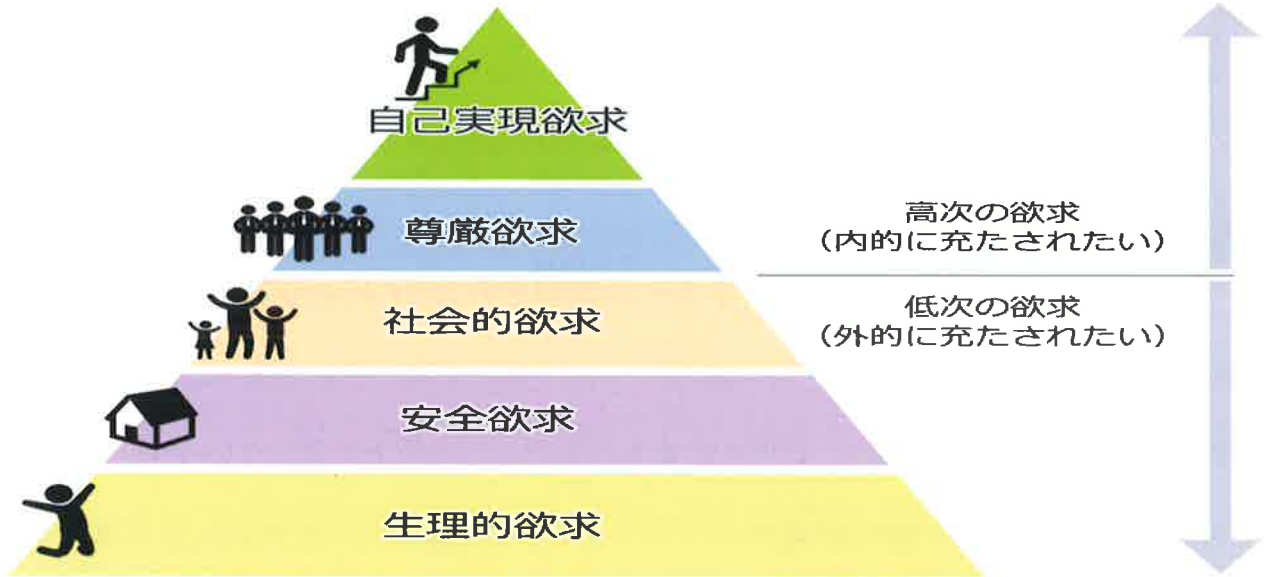 自己実現欲求
尊厳欲求
高次の欲求
（内的に充たされたい）
社会的欲求
低次の欲求
（外的に充たされたい）
安全欲求
生理的欲求